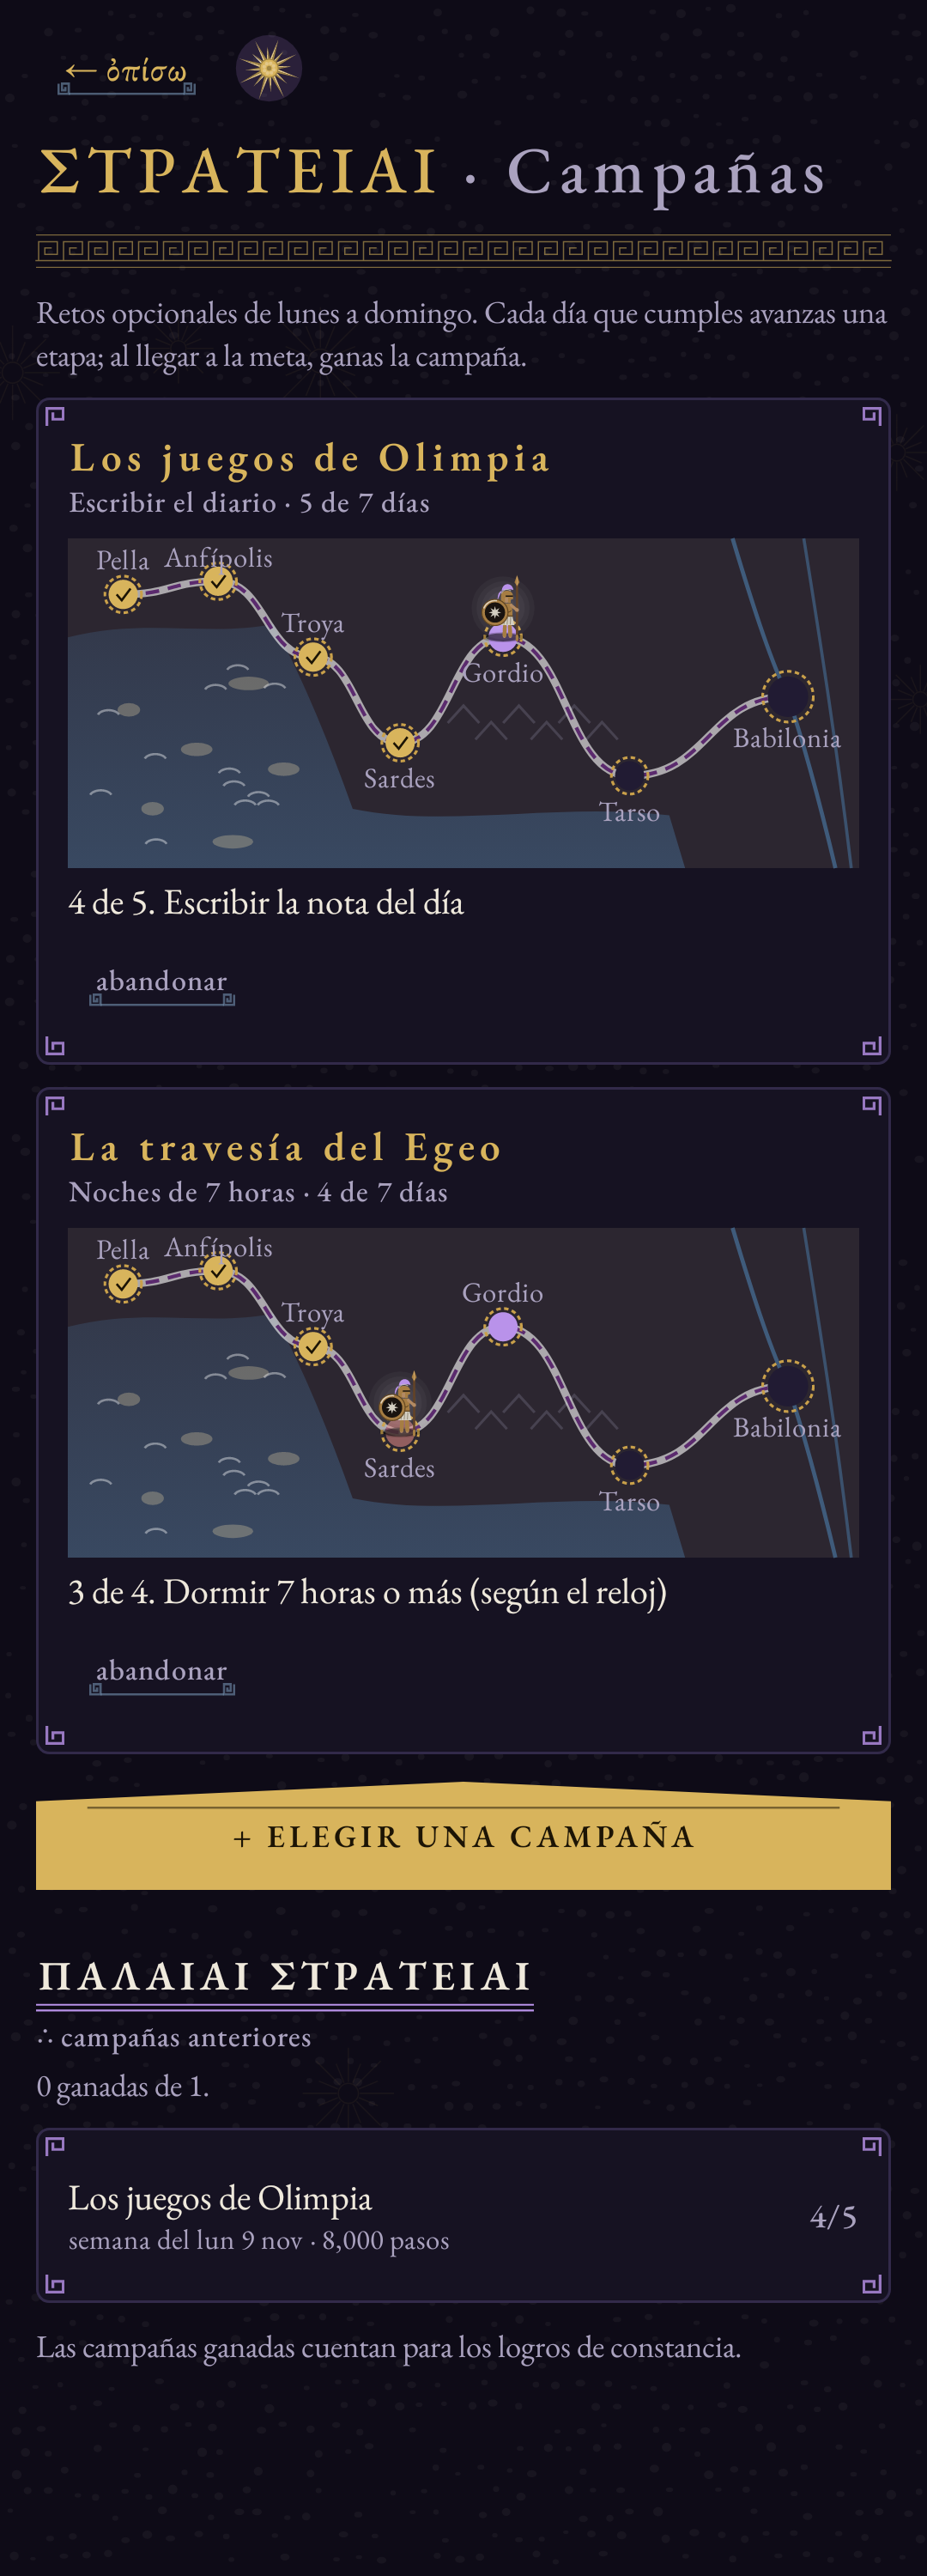 ← ὀπίσω
ΣΤΡΑΤΕΙΑΙ · Campañas
Retos opcionales de lunes a domingo. Cada día que cumples avanzas una
etapa; al llegar a la meta, ganas la campaña.
Los juegos de Olimpia
Escribir el diario · 5 de 7 días
Pella Anfípolis
Troya
Gordio
Sardes
Babilonia
Tarso
4 de 5. Escribir la nota del día
abandonar
La travesía del Egeo
Noches de 7 horas · 4 de 7 días
Pella Anfípolis
Troya
Gordio
Sardes
Babilonia
Tarso
3 de 4. Dormir 7 horas o más (según el reloj)
abandonar
+ ELEGIR UNA CAMPAÑA
ΠΑΛΑΙΑΙ ΣΤΡΑΤΕΙΑΙ
∴ campañas anteriores
0 ganadas de 1.
Los juegos de Olimpia
semana del lun 9 nov · 8,000 pasos
4/5
Las campañas ganadas cuentan para los logros de constancia.